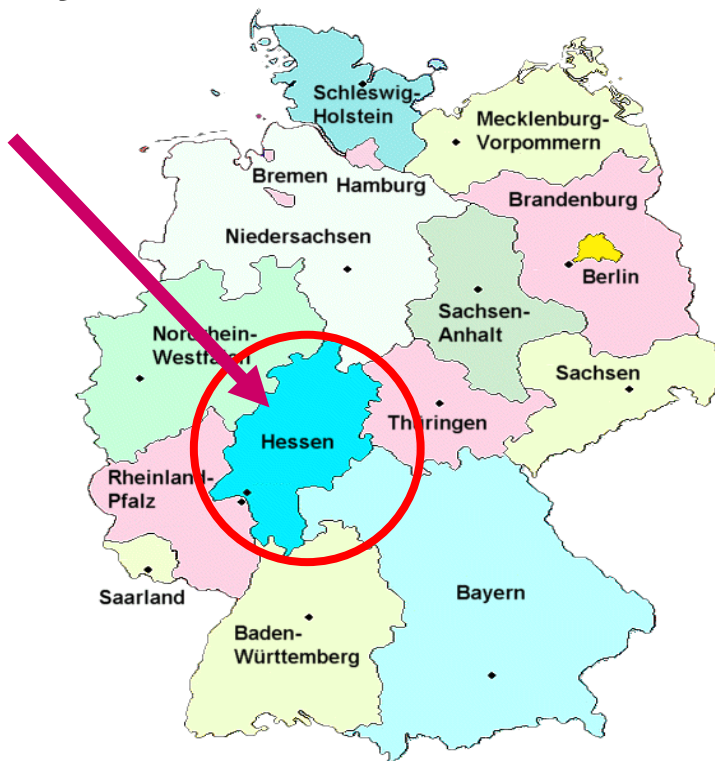 Schleswig-
Holstein
Mecklenburg-
Vorpommern
Bremen
Hamburg
Brandenburg
Niedersachsen
Berlin
Sachsen-
Anhalt
Nordrhein-
Westfalen
Sachsen
Thüringen
Hessen
Rheinland-
Pfalz
Saarland
Bayern
Baden-
Württemberg